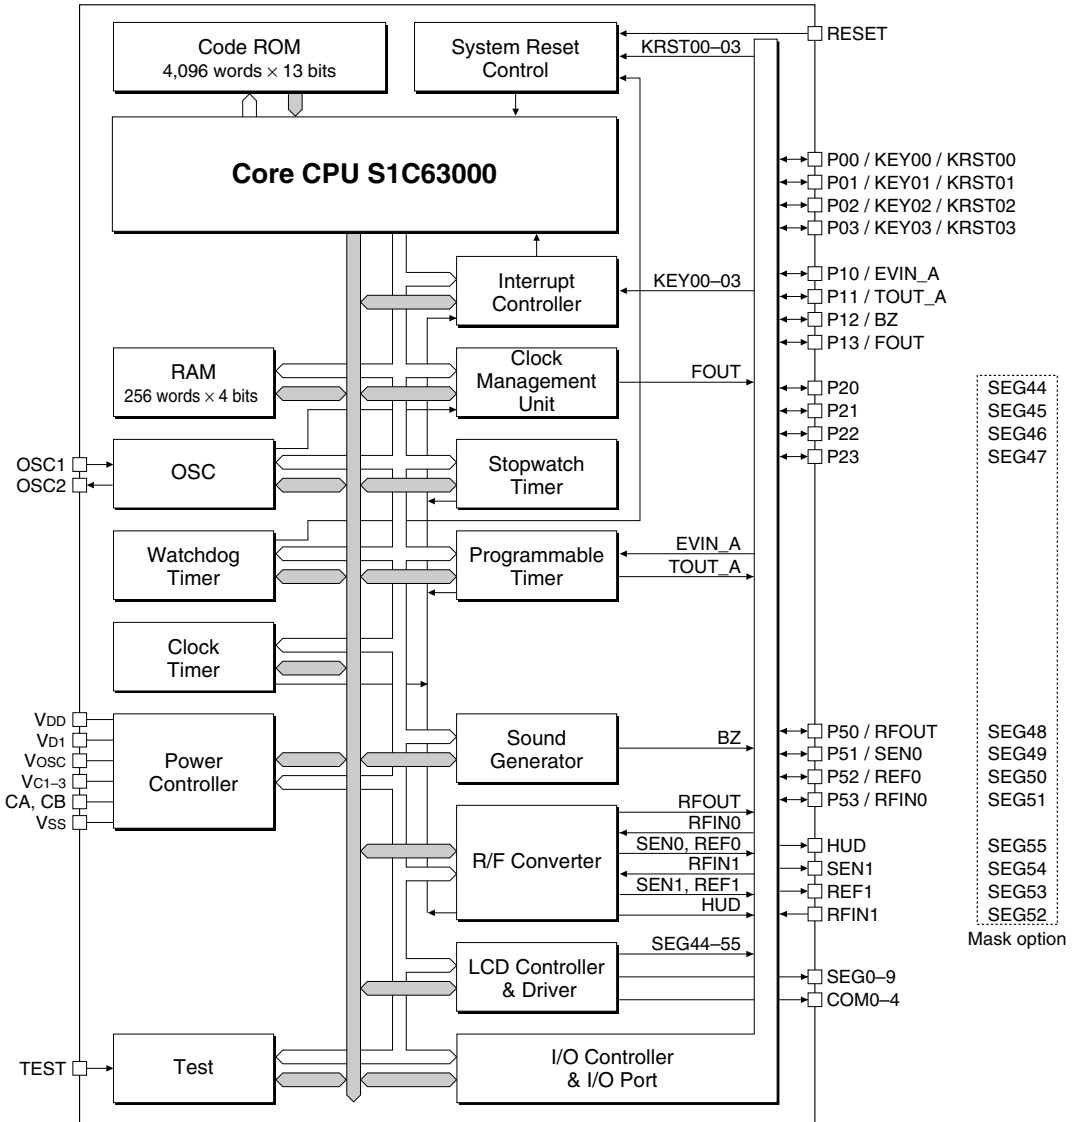 Code ROM
4,096 words × 13 bits
System Reset
Control
KRST00–03
RESET
Core CPU S1C63000
P00 / KEY00 / KRST00
P01 / KEY01 / KRST01
P02 / KEY02 / KRST02
P03 / KEY03 / KRST03
Interrupt
Controller
KEY00–03
P10 / EVIN_A
P11 / TOUT_A
P12 / BZ
P13 / FOUT
RAM
256 words × 4 bits
Clock
Management
Unit
FOUT
P20
P21
P22
P23
SEG44
SEG45
SEG46
SEG47
OSC1
OSC2
OSC
Stopwatch
Timer
Watchdog
Timer
Programmable
Timer
EVIN_A
TOUT_A
Clock
Timer
VDD
VD1
VOSC
VC1–3
CA, CB
VSS
Power
Controller
Sound
Generator
BZ
P50 / RFOUT
P51 / SEN0
P52 / REF0
P53 / RFIN0
SEG48
SEG49
SEG50
SEG51
R/F Converter
RFOUT
RFIN0
SEN0, REF0
RFIN1
SEN1, REF1
HUD
HUD
SEN1
REF1
RFIN1
SEG55
SEG54
SEG53
SEG52
Mask option
LCD Controller
& Driver
SEG44–55
SEG0–9
COM0–4
TEST
Test
I/O Controller
& I/O Port